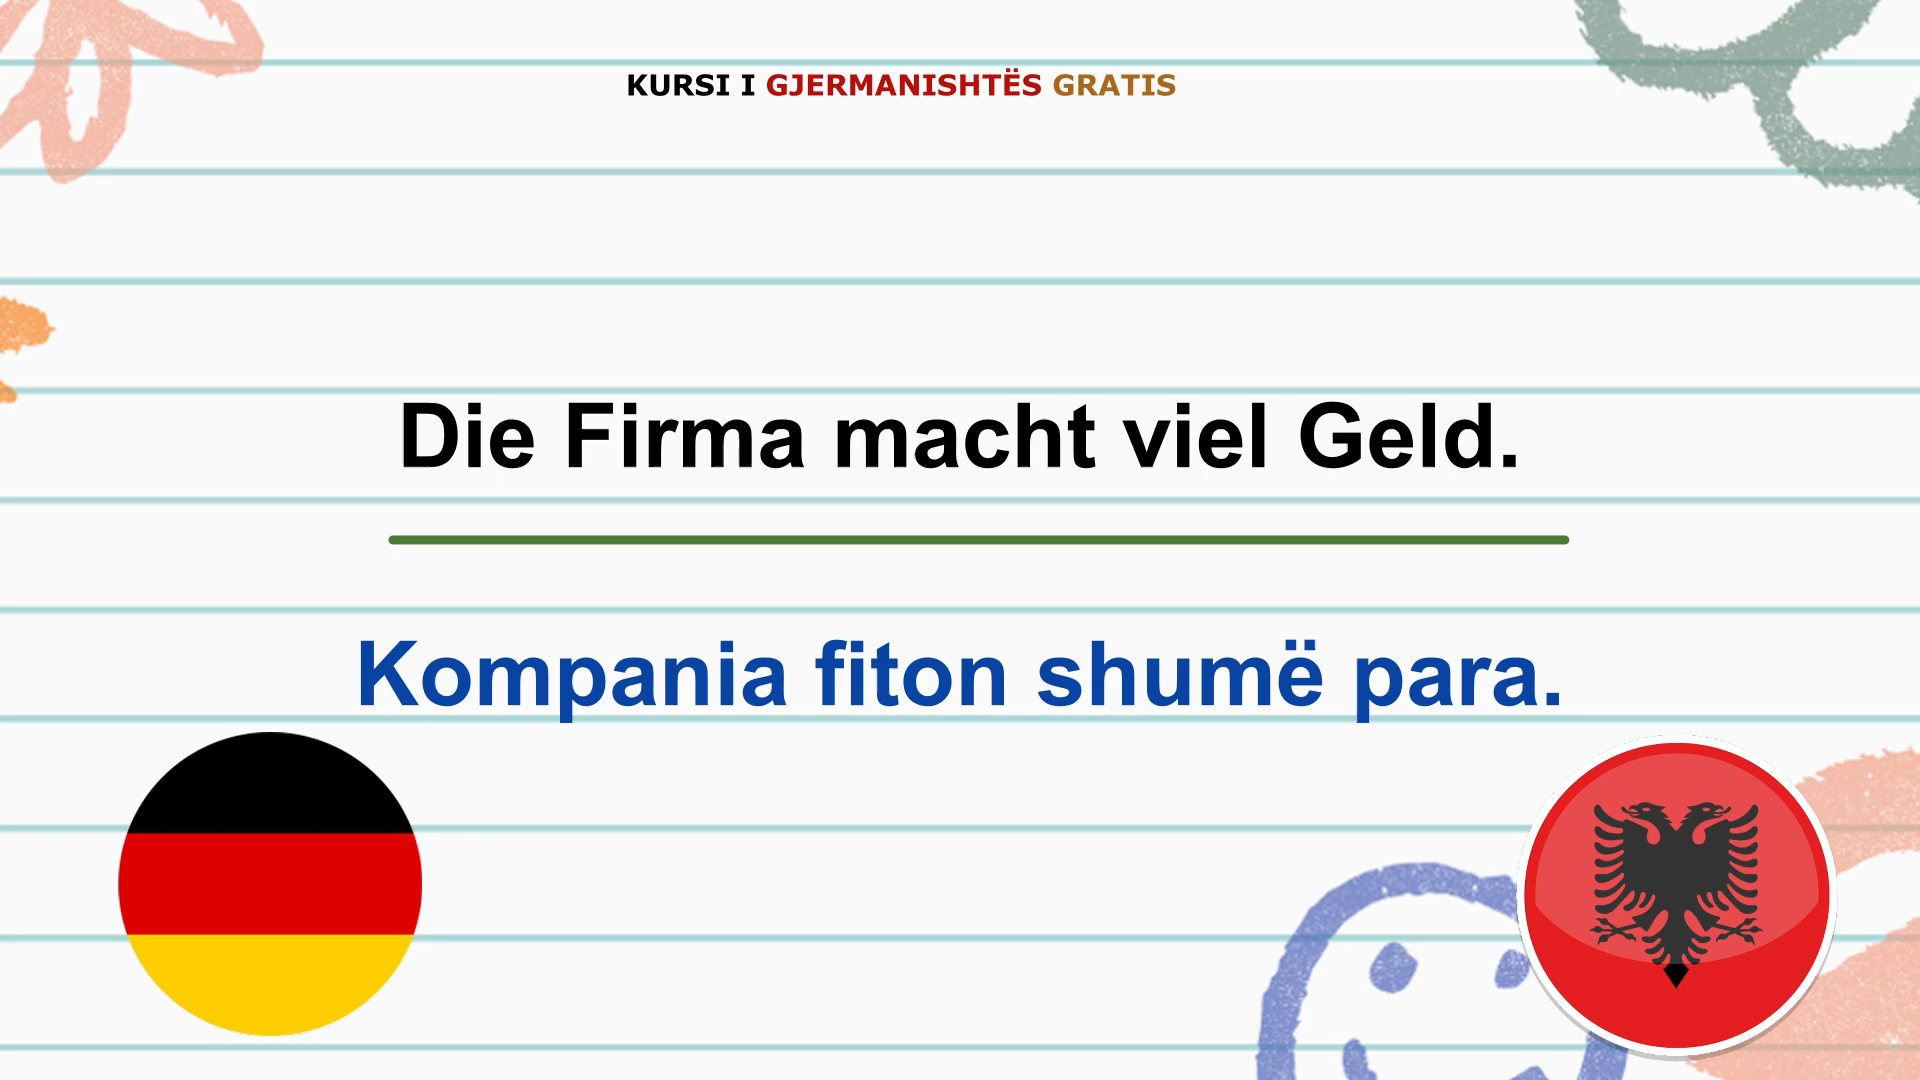 KURSI I GJERMANISHTËS GRATIS
Die Firma macht viel Geld.
Kompania fiton shumë para.